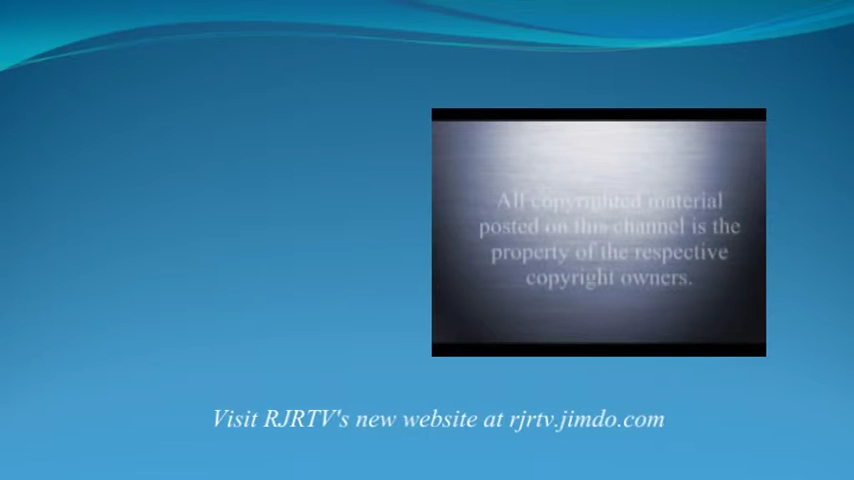 All copyrighted material
posted on this channel is the
property of the respective
copyright owners.
Visit RJRTV's new website at rjrtv.jimdo.com